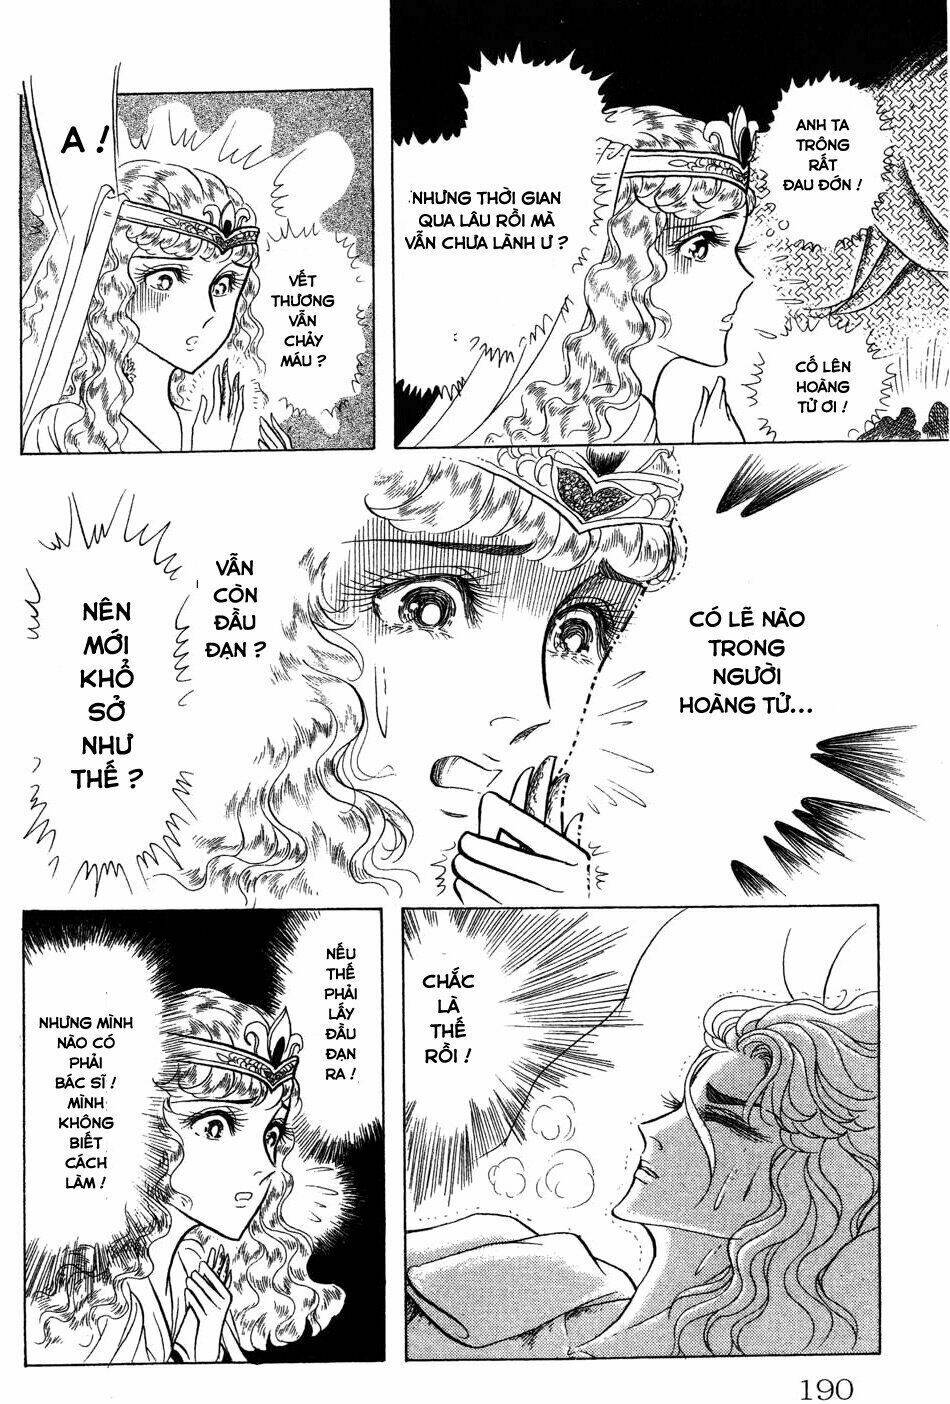 ANH TA
TRÔNG
RẤT
ĐAU ĐỚN !
NHƯNG THỜI GIAN
QUA LÂU RỒI MÀ
VẪN CHƯA LÀNH Ư ?
CỐ LÊN
HOÀNG
TỬ ƠI !
A !
VẾT
THƯƠNG
VẪN
CHẢY
MÁU ?
CÓ LẼ NÀO
TRONG
NGƯỜI
HOÀNG TỬ...
VẪN
CÒN
ĐẦU
ĐẠN ?
NÊN
MỚI
KHỔ
SỞ
NHƯ
THẾ ?
CHẮC
LÀ
THẾ
RỒI !
NẾU
THẾ
PHẢI
LẤY
ĐẦU
ĐẠN
RA !
NHƯNG MÌNH
NÀO CÓ
PHẢI
BÁC SĨ !
MÌNH
KHÔNG
BIẾT
CÁCH
LÀM !
190